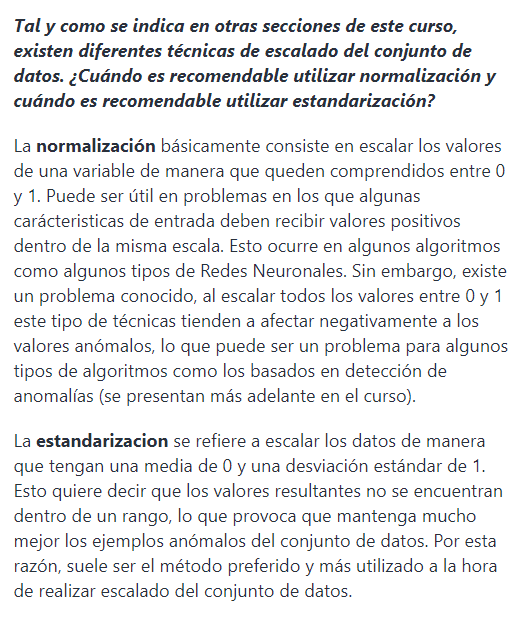 Tal y como se indica en otras secciones de este curso,
existen diferentes técnicas de escalado del conjunto de
datos. ¿Cuándo es recomendable utilizar normalización y
cuándo es recomendable utilizar estandarización?
La normalización básicamente consiste en escalar los valores
de una variable de manera que queden comprendidos entre 0
y 1. Puede ser útil en problemas en los que algunas
carácteristicas de entrada deben recibir valores positivos
dentro de la misma escala. Esto ocurre en algunos algoritmos
como algunos tipos de Redes Neuronales. Sin embargo, existe
un problema conocido, al escalar todos los valores entre 0 y 1
este tipo de técnicas tienden a afectar negativamente a los
valores anómalos, lo que puede ser un problema para algunos
tipos de algoritmos como los basados en detección de
anomalías (se presentan más adelante en el curso).
La estandarizacion se refiere a escalar los datos de manera
que tengan una media de 0 y una desviación estándar de 1.
Esto quiere decir que los valores resultantes no se encuentran
dentro de un rango, lo que provoca que mantenga mucho
mejor los ejemplos anómalos del conjunto de datos. Por esta
razón, suele ser el método preferido y más utilizado a la hora
de realizar escalado del conjunto de datos.